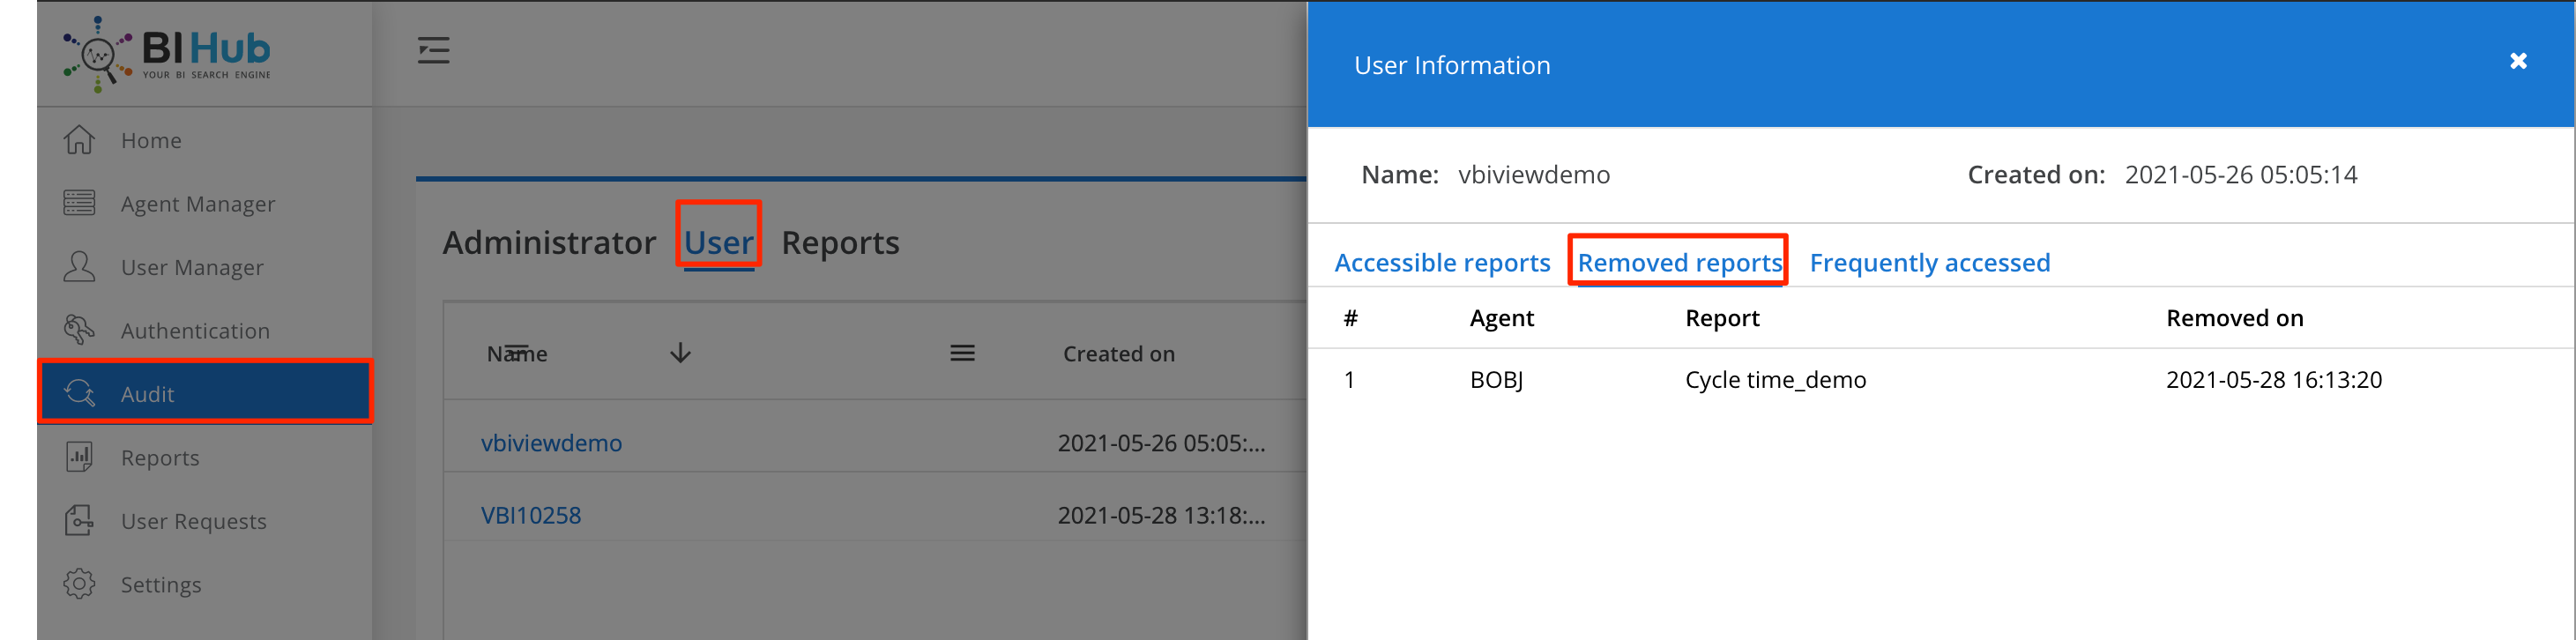 BI Hub
YOUR BI SEARCH ENGINE
Home
Agent Manager
User Manager
Authentication
Audit
Reports
User Requests
Settings
Administrator User Reports
Name Created on
vbiviewdemo 2021-05-26 05:05:...
VBI10258 2021-05-28 13:18:...
User Information
Name: vbiviewdemo Created on: 2021-05-26 05:05:14
Accessible reports Removed reports Frequently accessed
# Agent Report Removed on
1 BOBJ Cycle time_demo 2021-05-28 16:13:20